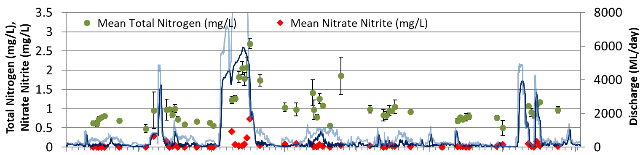 Mean Total Nitrogen (mg/L)
Mean Nitrate Nitrite (mg/L)
Total Nitrogen (mg/L),
Nitrate Nitrite (mg/L)
3.5
3
2.5
2
1.5
1
0.5
0
8000
6000
4000
2000
0
Discharge (ML/day)